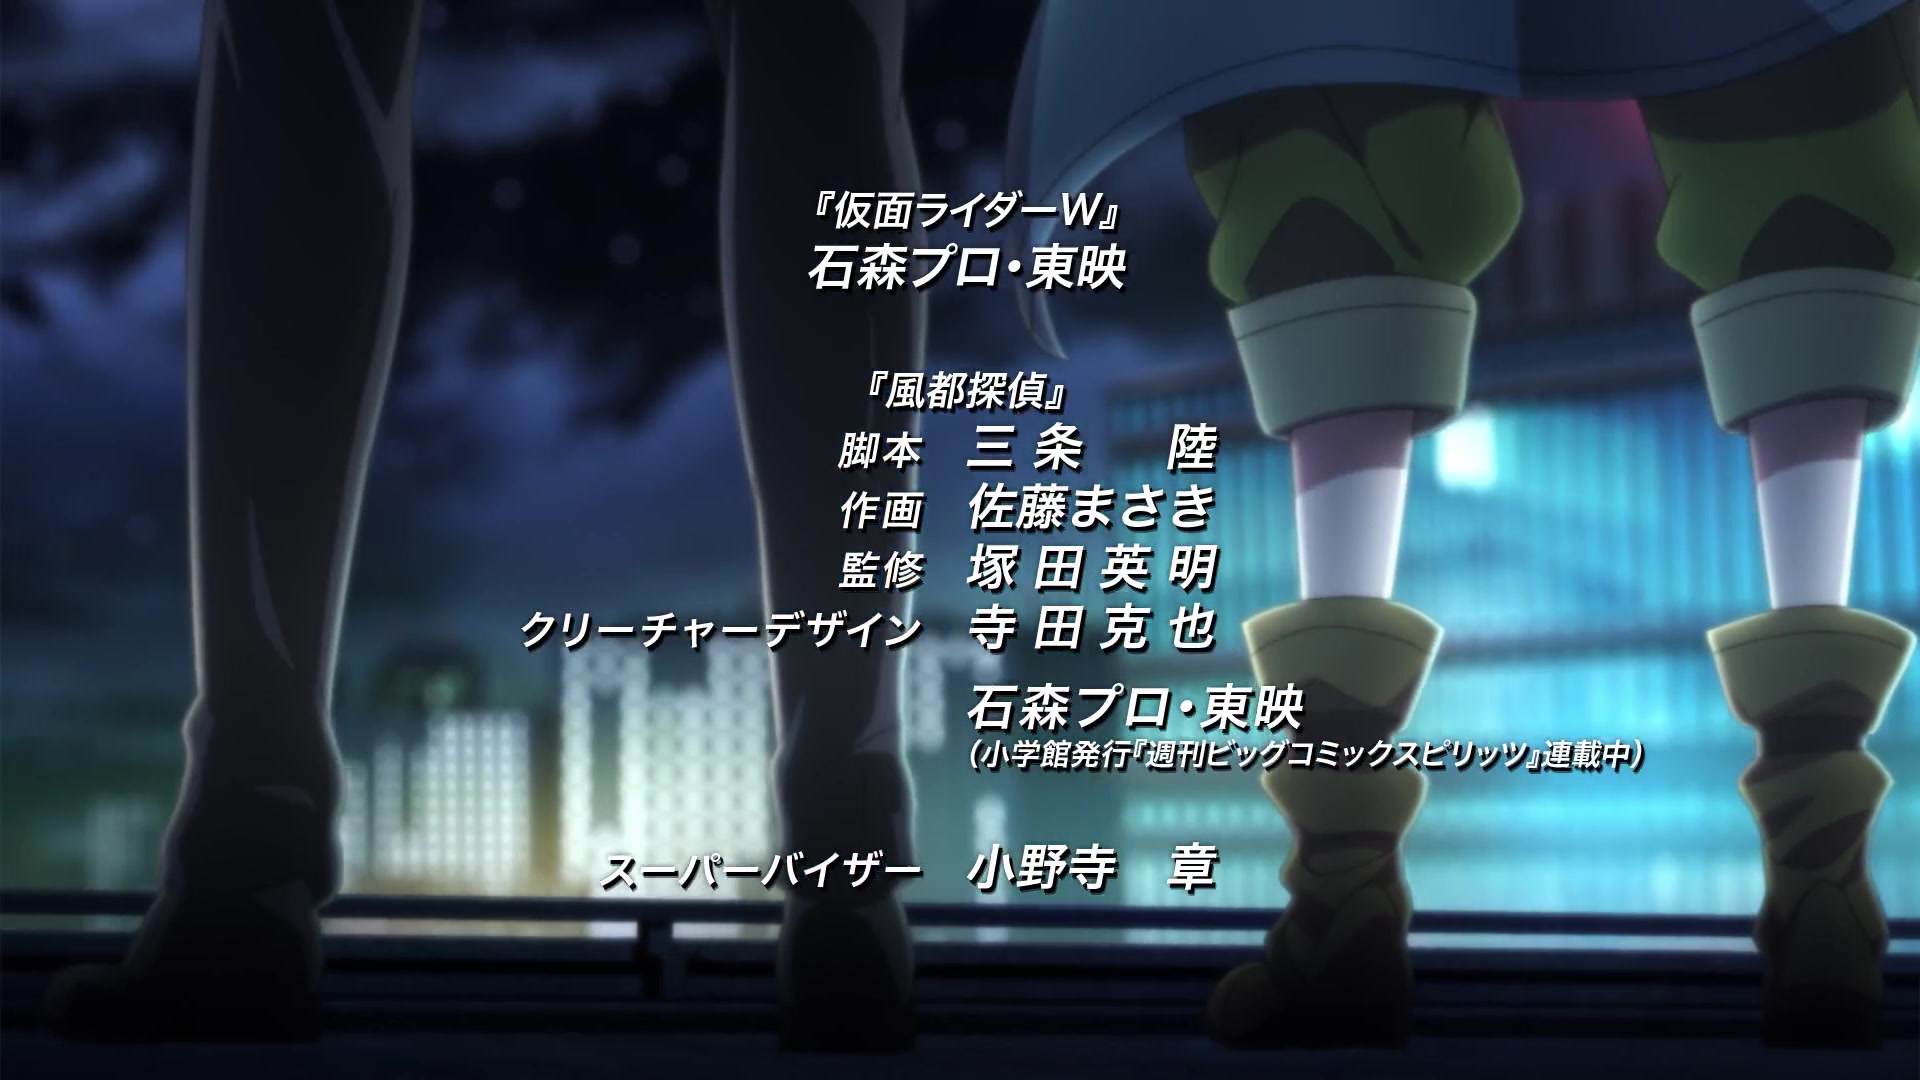 『仮面ライダーW』
石森プロ・東映
『風都探偵』
脚本 三条 陸
作画 佐藤まさき
監修 塚田英明
クリーチャーデザイン 寺田克也
石森プロ・東映
(小学館発行『週刊ビッグコミックスピリッツ』連載中)
スーパーバイザー 小野寺 章